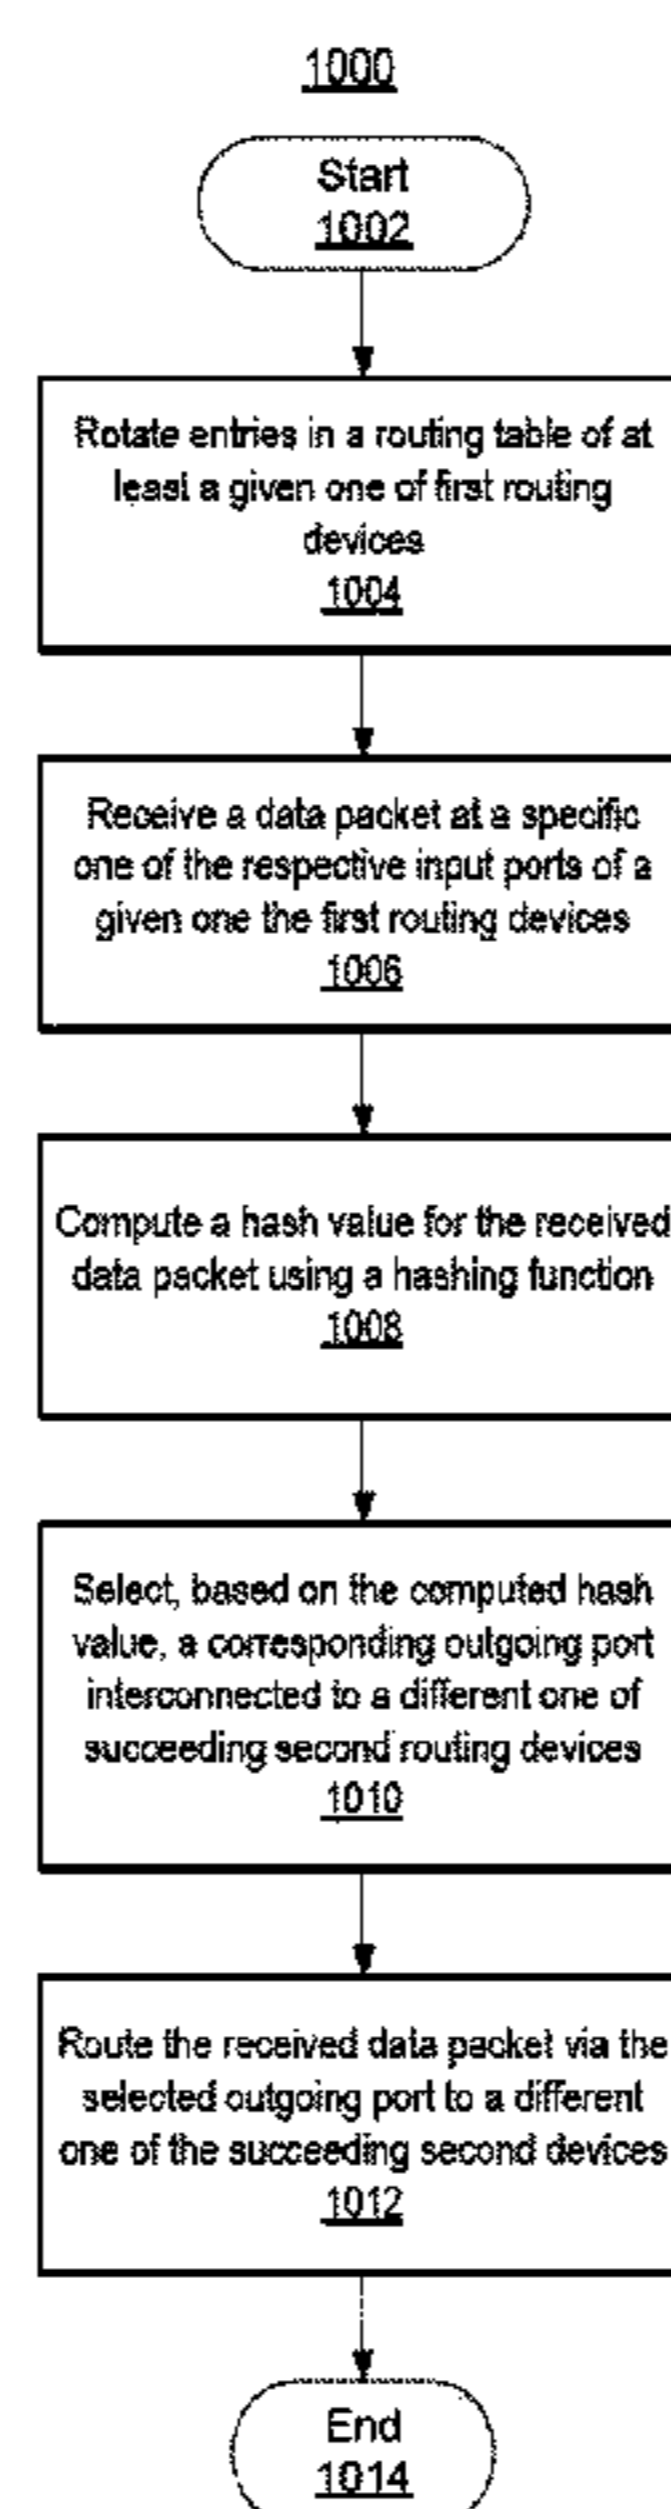 1000
Start
1002
Rotate entries in a routing table of at
least a given one of first routing
devices
1004
Receive a data packet at a specific
one of the respective input ports of a
given one the first routing devices
1006
Compute a hash value for the received
data packet using a hashing function
1008
Select, based on the computed hash
value, a corresponding outgoing port
interconnected to a different one of
succeeding second routing devices
1010
Route the received data packet via the
selected outgoing port to a different
one of the succeeding second devices
1012
End
1014